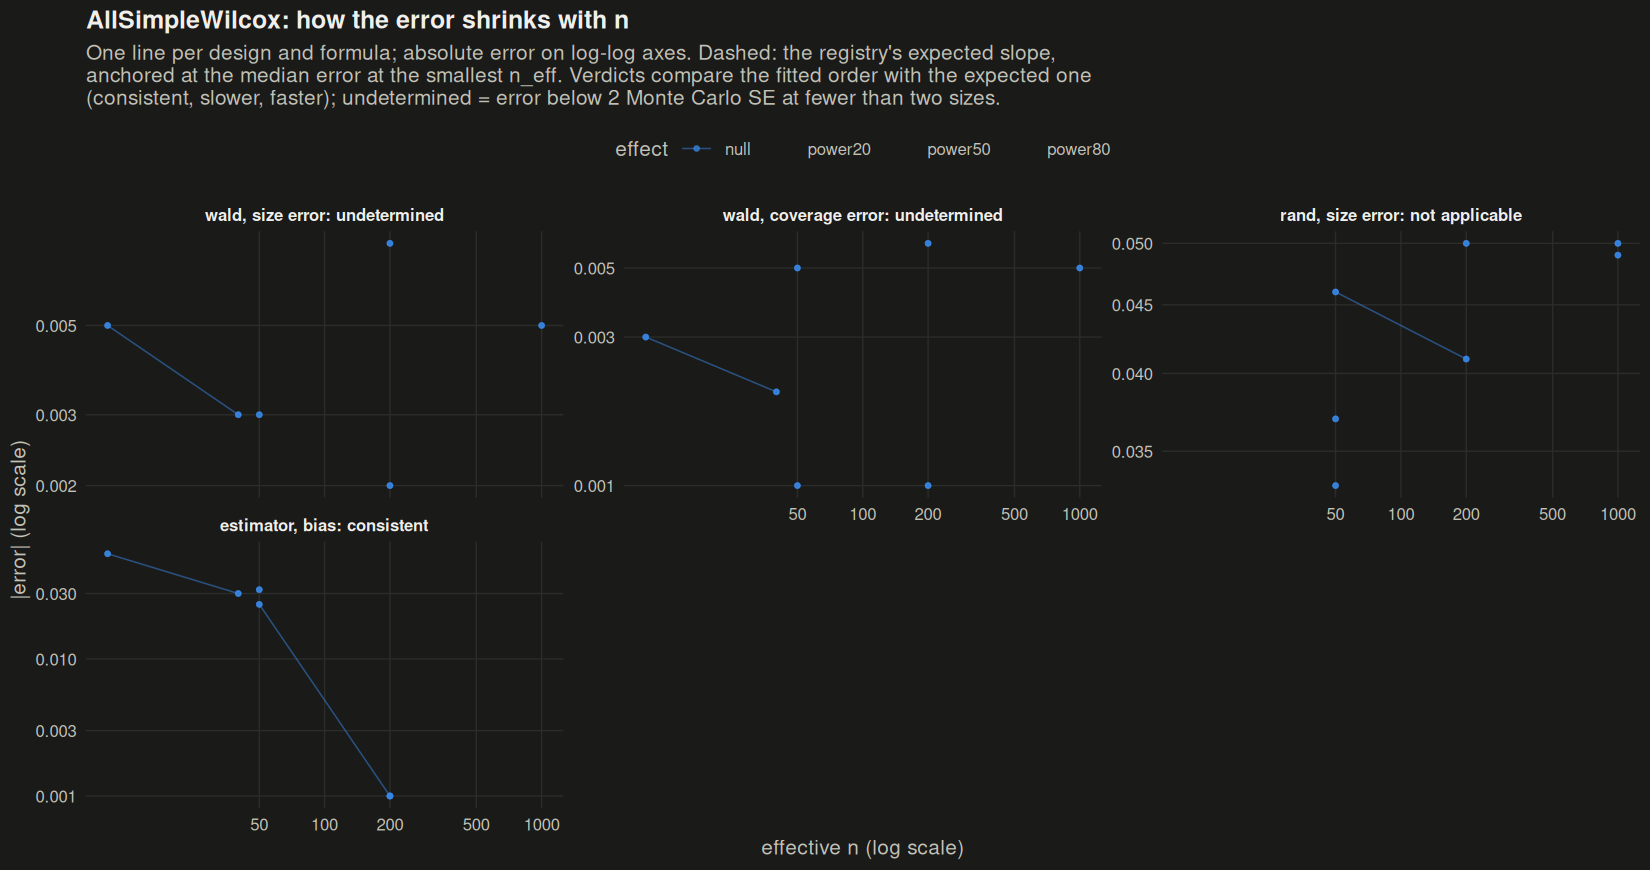 AllSimpleWilcox: how the error shrinks with n
One line per design and formula; absolute error on log-log axes. Dashed: the registry's expected slope,
anchored at the median error at the smallest n_eff. Verdicts compare the fitted order with the expected one
(consistent, slower, faster); undetermined = error below 2 Monte Carlo SE at fewer than two sizes.
effect null power20 power50 power80
wald, size error: undetermined
0.005
0.003
0.002
wald, coverage error: undetermined
0.005
0.003
0.001
50 100 200 500 1000
rand, size error: not applicable
0.050
0.045
0.040
0.035
50 100 200 500 1000
estimator, bias: consistent
0.030
0.010
0.003
0.001
50 100 200 500 1000
|error| (log scale)
effective n (log scale)